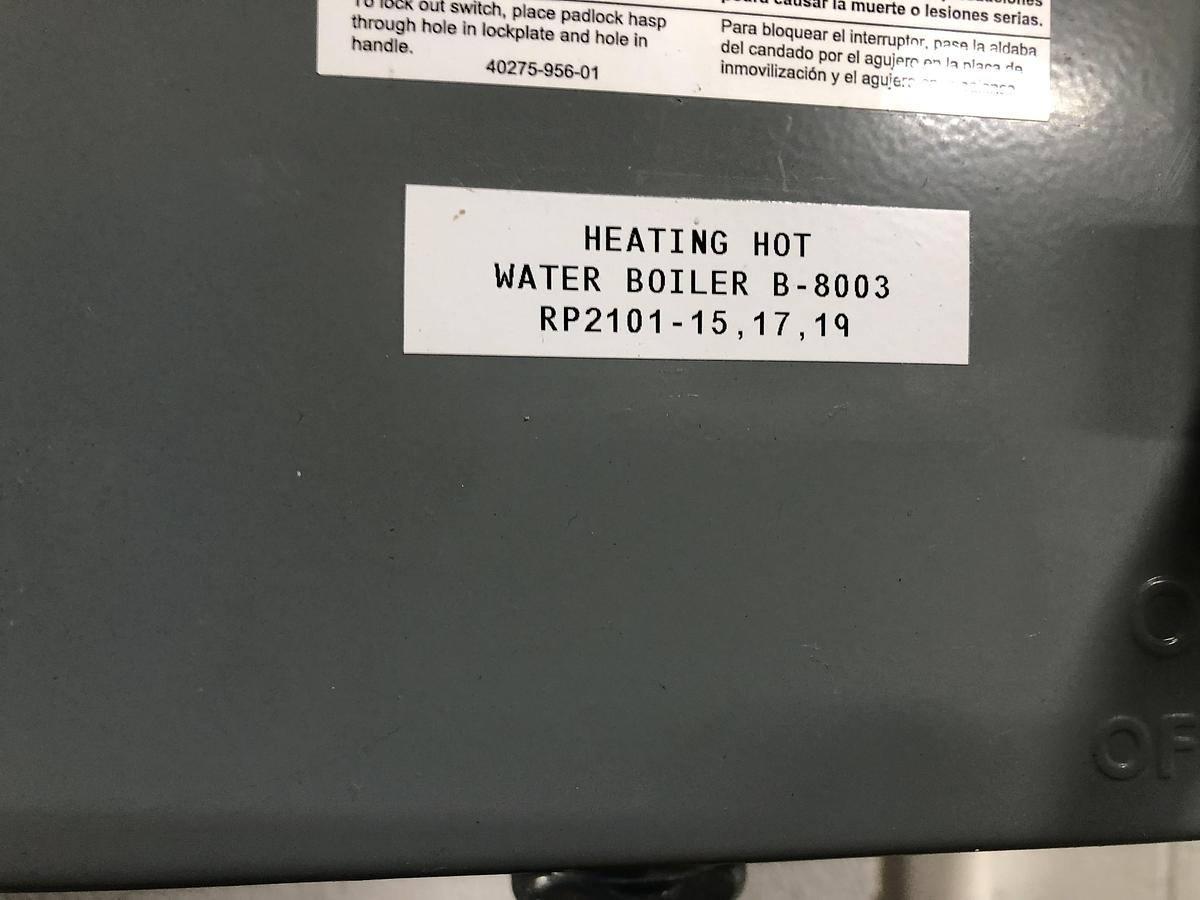 To lock out switch, place padlock hasp
through hole in lockplate and hole in
handle.
40275-956-01
causar la muerte o lesiones serias.
Para bloquear el interruptor, pase la aldaba
del candado por el agujero en la placa de
inmovilización y el agujero
HEATING HOT
WATER BOILER B-8003
RP2101-15,17,19
O
OF